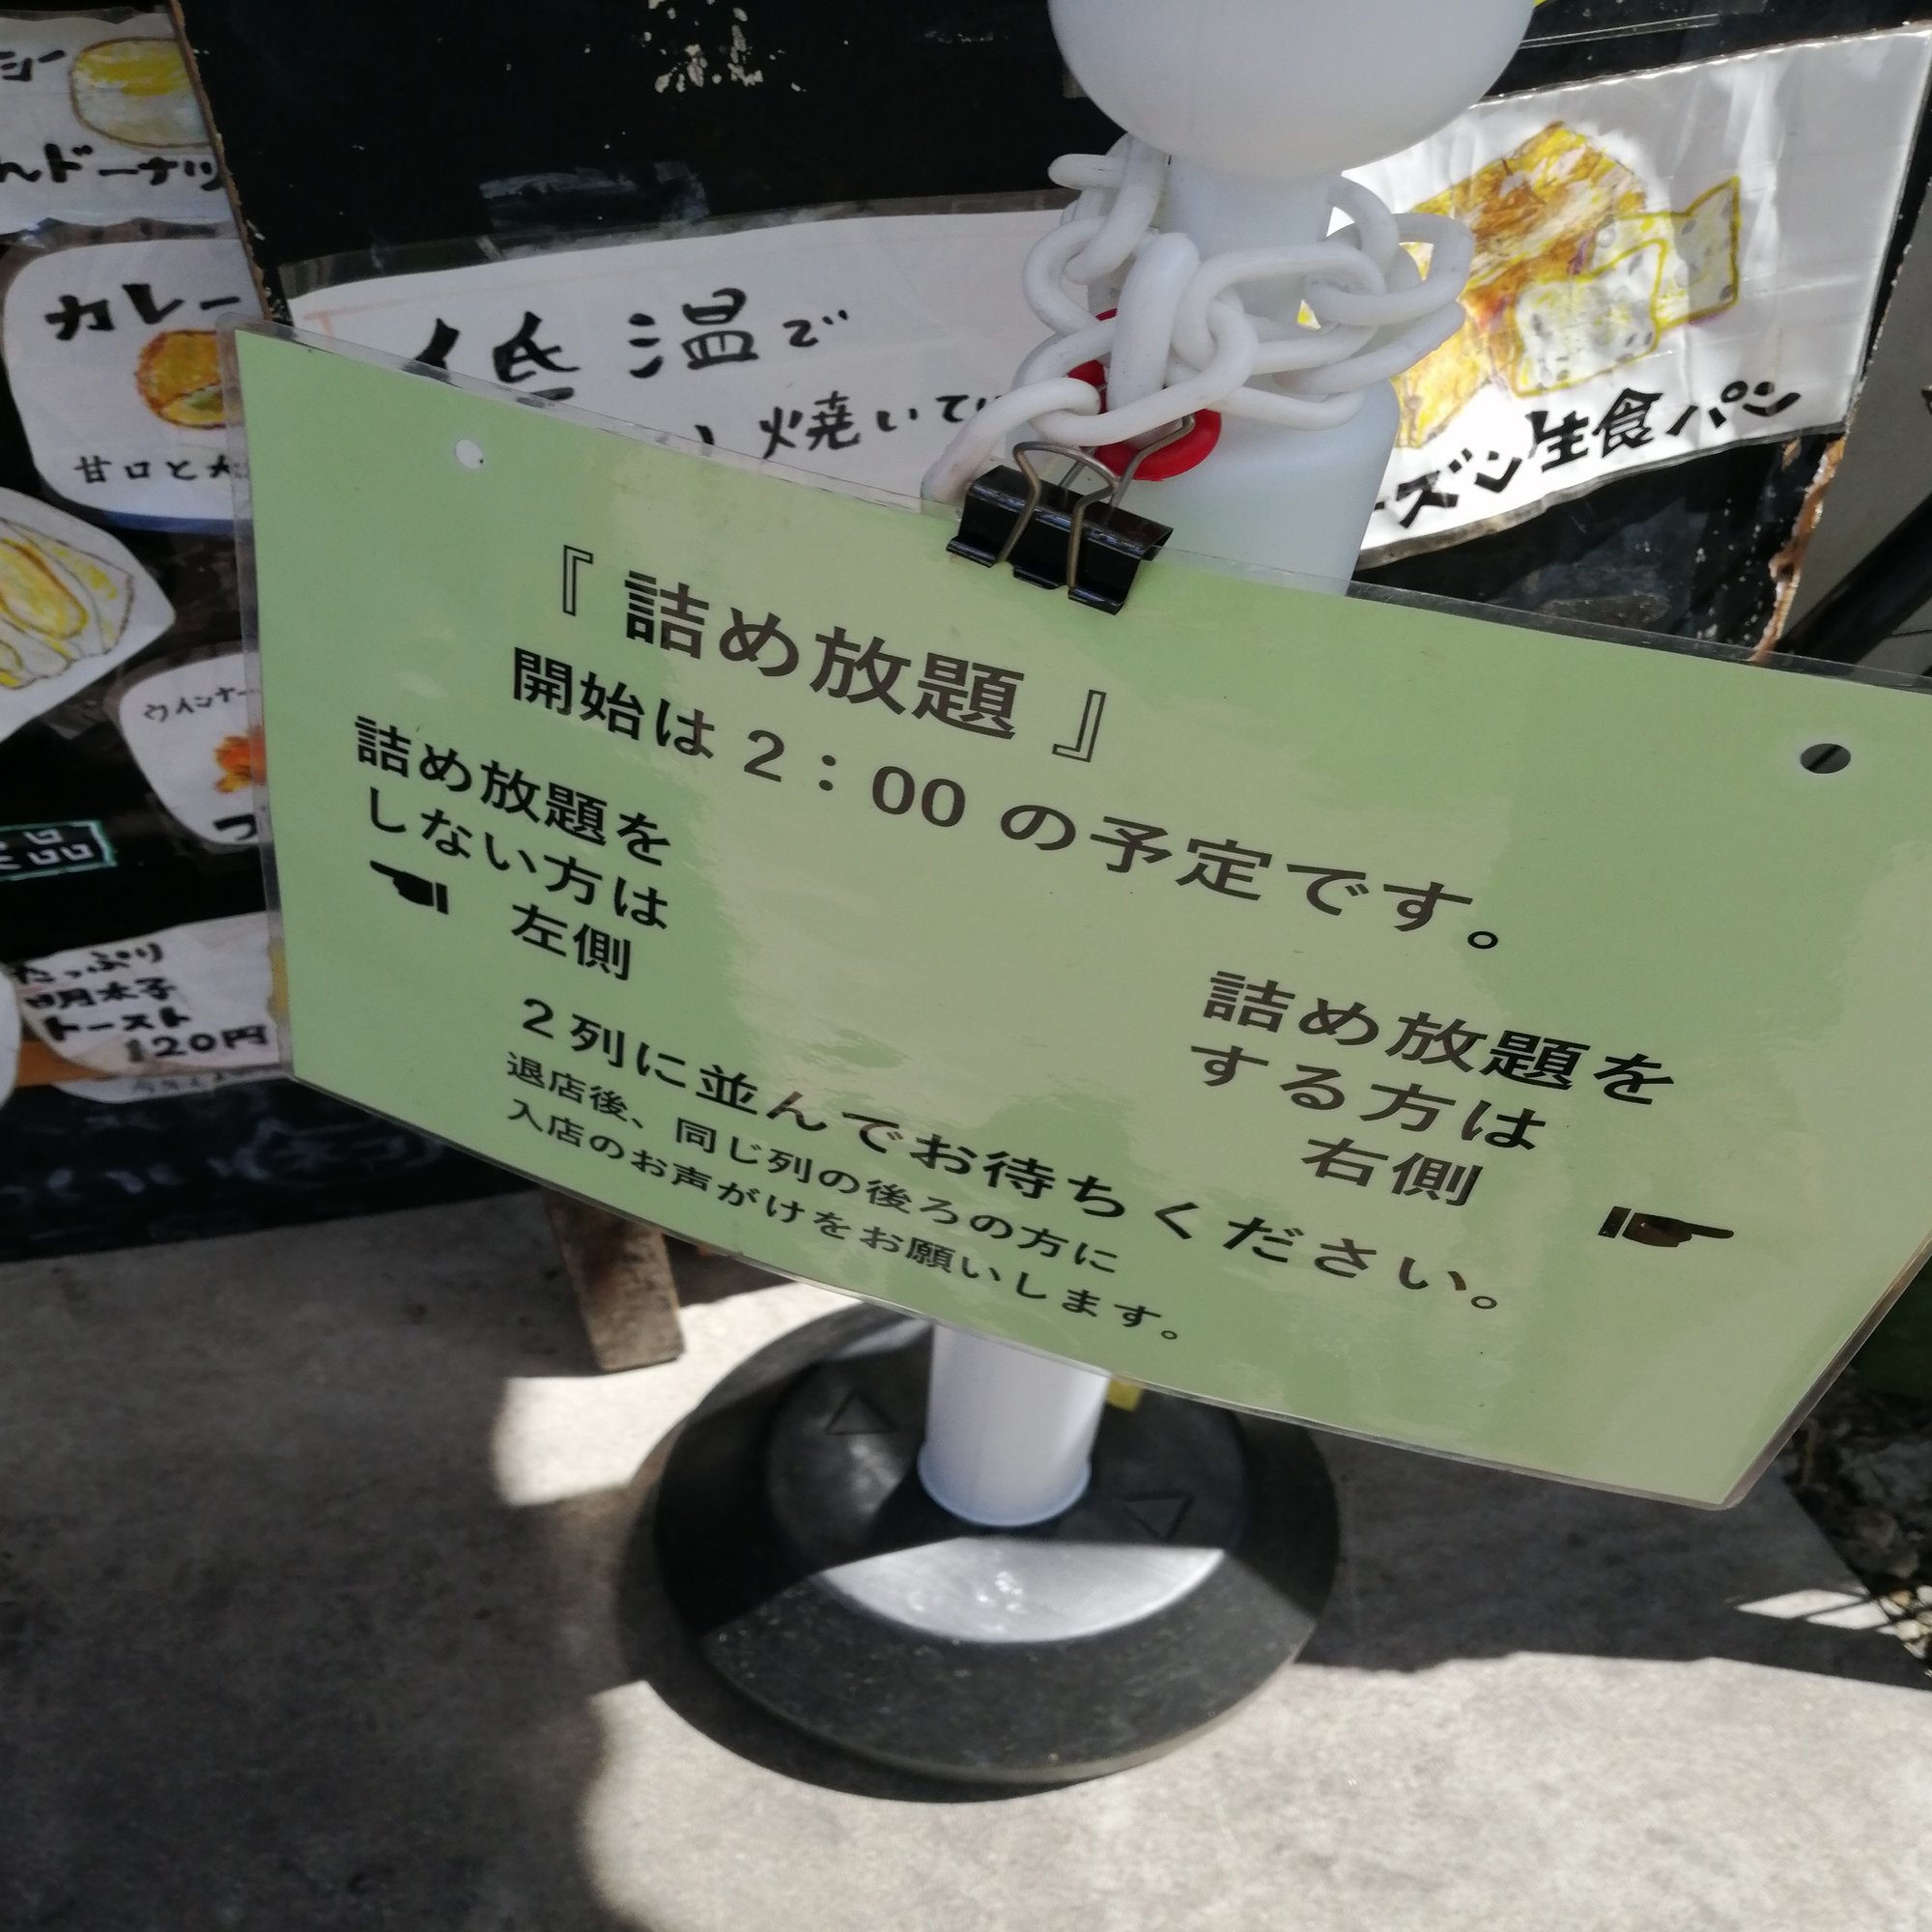 んドーナツ
カレー
甘口と
低温で
焼いて
ズン生食パン
ウインナー
たっぷり
明太子
トースト
120円
『詰め放題』
開始は 2:00 の予定です。
詰め放題を
しない方は
左側
詰め放題を
する方は
右側
2列に並んでお待ちください。
退店後、同じ列の後ろの方に
入店のお声がけをお願いします。